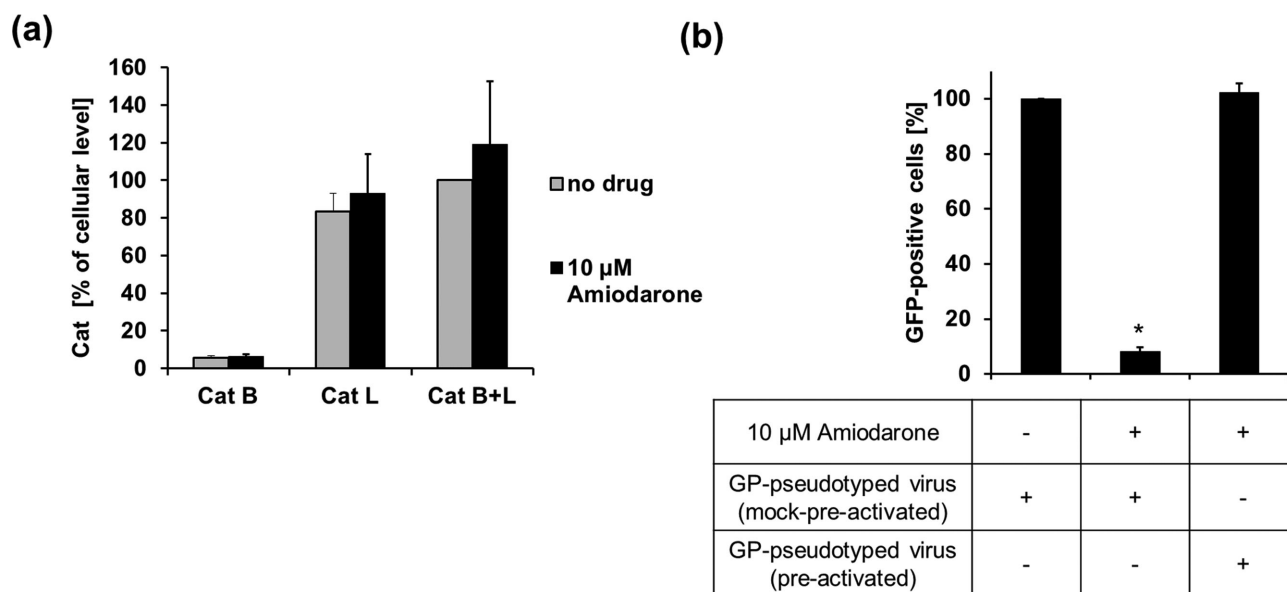 (a)
160
140
120
100
80
60
40
20
0
Cat [% of cellular level]
Cat B
Cat L
Cat B+L
no drug
10 µM
Amiodarone
(b)
100
80
60
40
20
0
GFP-positive cells [%]
*
10 µM Amiodarone - + +
GP-pseudotyped virus
(mock-pre-activated) + + -
GP-pseudotyped virus
(pre-activated) - - +